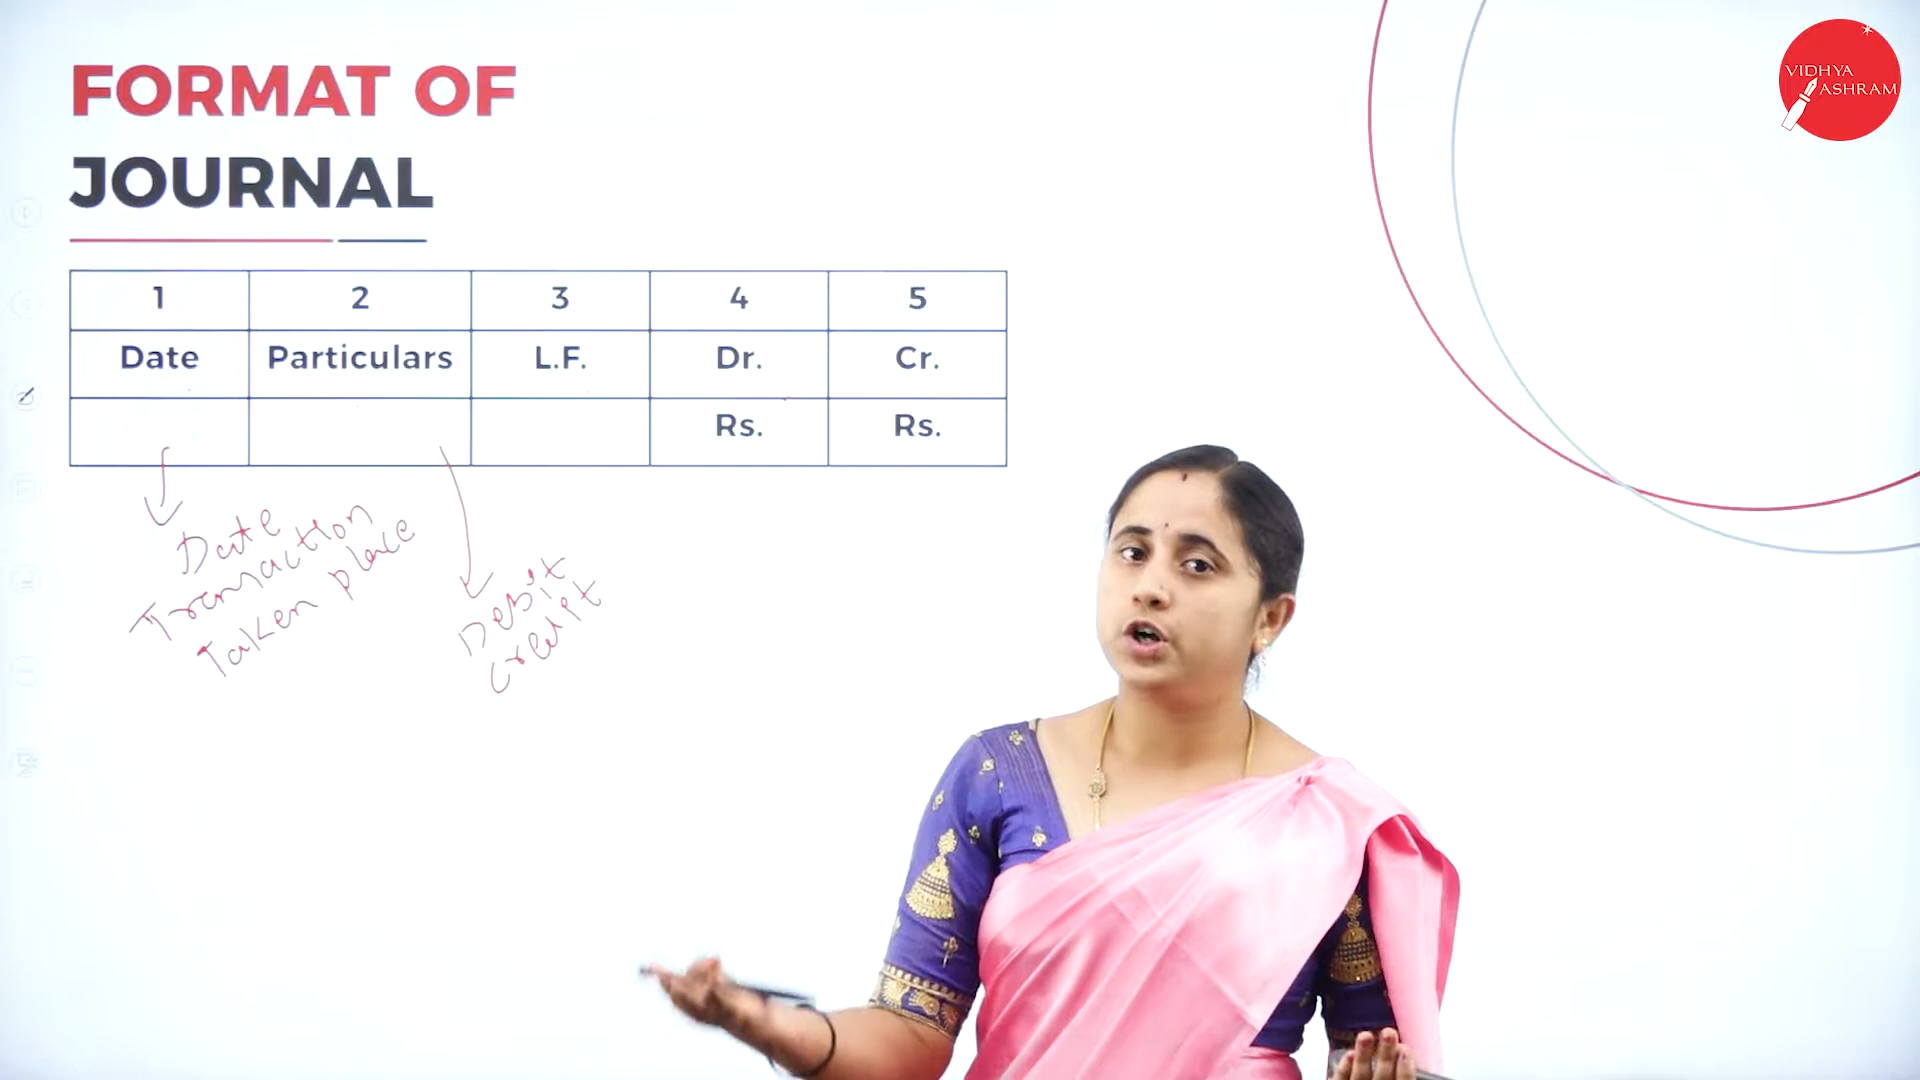 FORMAT OF
JOURNAL
VIDHYA
ASHRAM
1 2 3 4 5
Date Particulars L.F. Dr. Cr.
Rs. Rs.
Date
Transaction
Taken place
Debit
credit